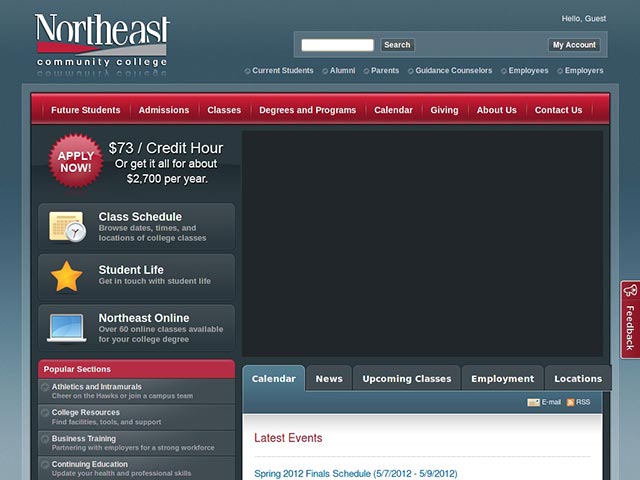 Northeast
community college
Hello, Guest
Search
My Account
Current Students
Alumni
Parents
Guidance Counselors
Employees
Employers
Future Students
Admissions
Classes
Degrees and Programs
Calendar
Giving
About Us
Contact Us
APPLY
NOW!
$73 / Credit Hour
Or get it all for about
$2,700 per year.
Class Schedule
Browse dates, times, and
locations of college classes
Student Life
Get in touch with student life
Northeast Online
Over 60 online classes available
for your college degree
Popular Sections
Athletics and Intramurals
Cheer on the Hawks or join a campus team
College Resources
Find facilities, tools, and support
Business Training
Partnering with employers for a strong workforce
Continuing Education
Update your health and professional skills
Feedback
Calendar
News
Upcoming Classes
Employment
Locations
E-mail
RSS
Latest Events
Spring 2012 Finals Schedule (5/7/2012 - 5/9/2012)